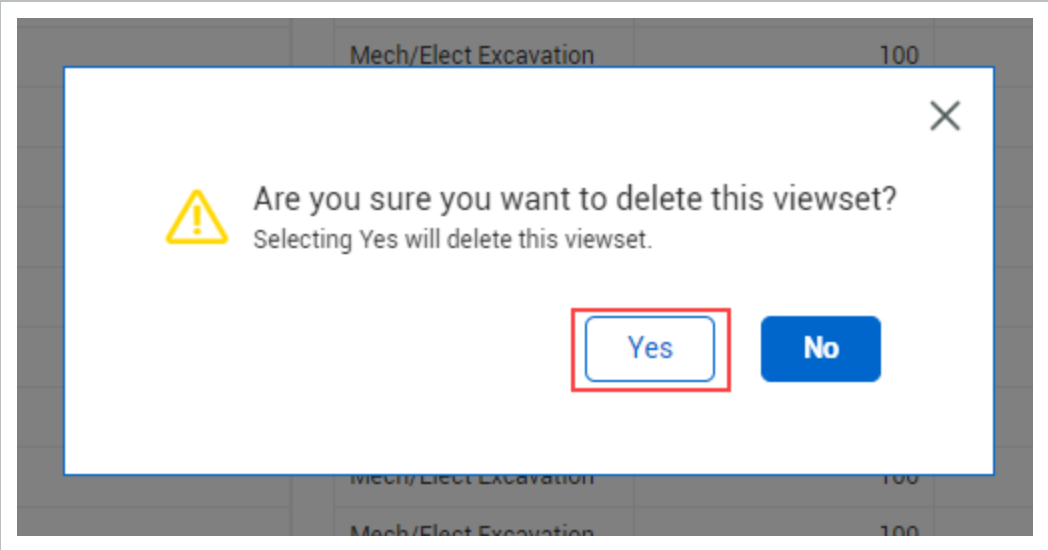 Mech/Elect Excavation 100
Are you sure you want to delete this viewset?
Selecting Yes will delete this viewset.
Yes No
Mech/Elect Excavation 100
Mech/Elect Excavation 100